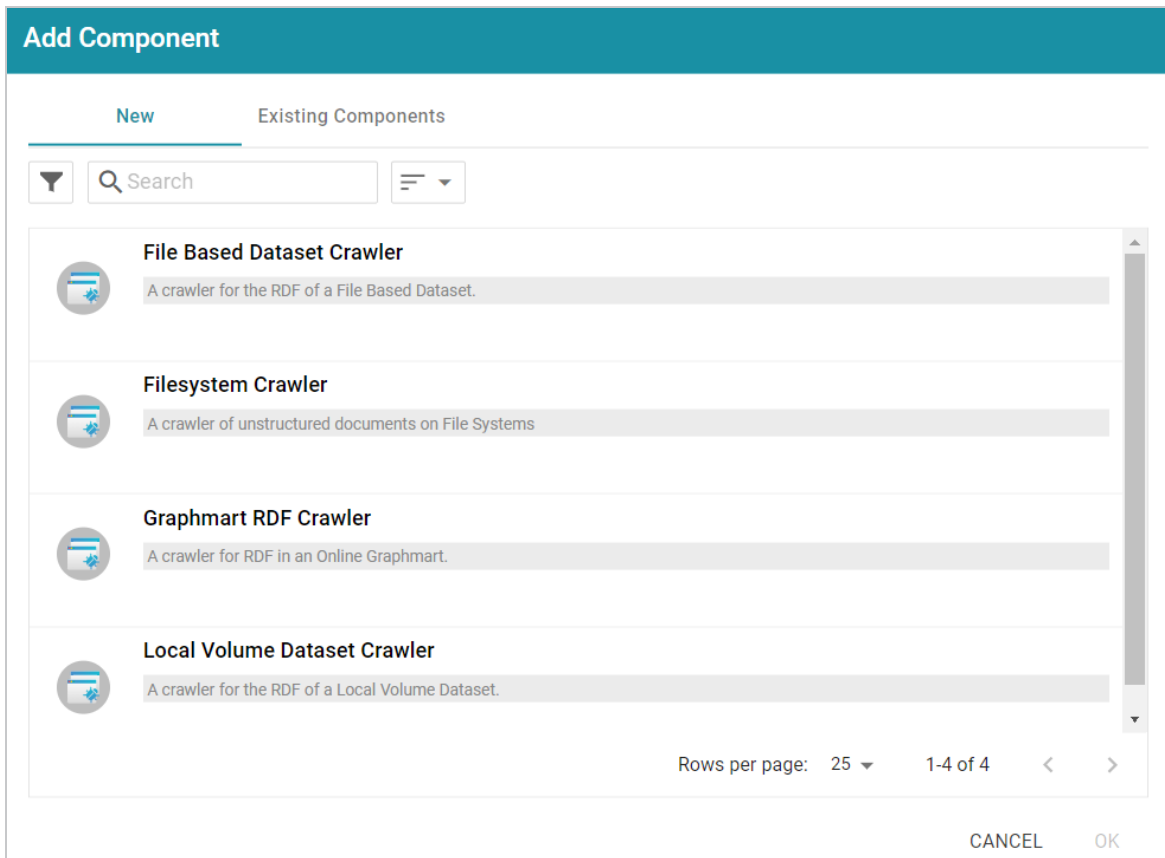 Add Component
New Existing Components
Search
File Based Dataset Crawler
A crawler for the RDF of a File Based Dataset.
Filesystem Crawler
A crawler of unstructured documents on File Systems
Graphmart RDF Crawler
A crawler for RDF in an Online Graphmart.
Local Volume Dataset Crawler
A crawler for the RDF of a Local Volume Dataset.
Rows per page: 25 1-4 of 4
CANCEL OK